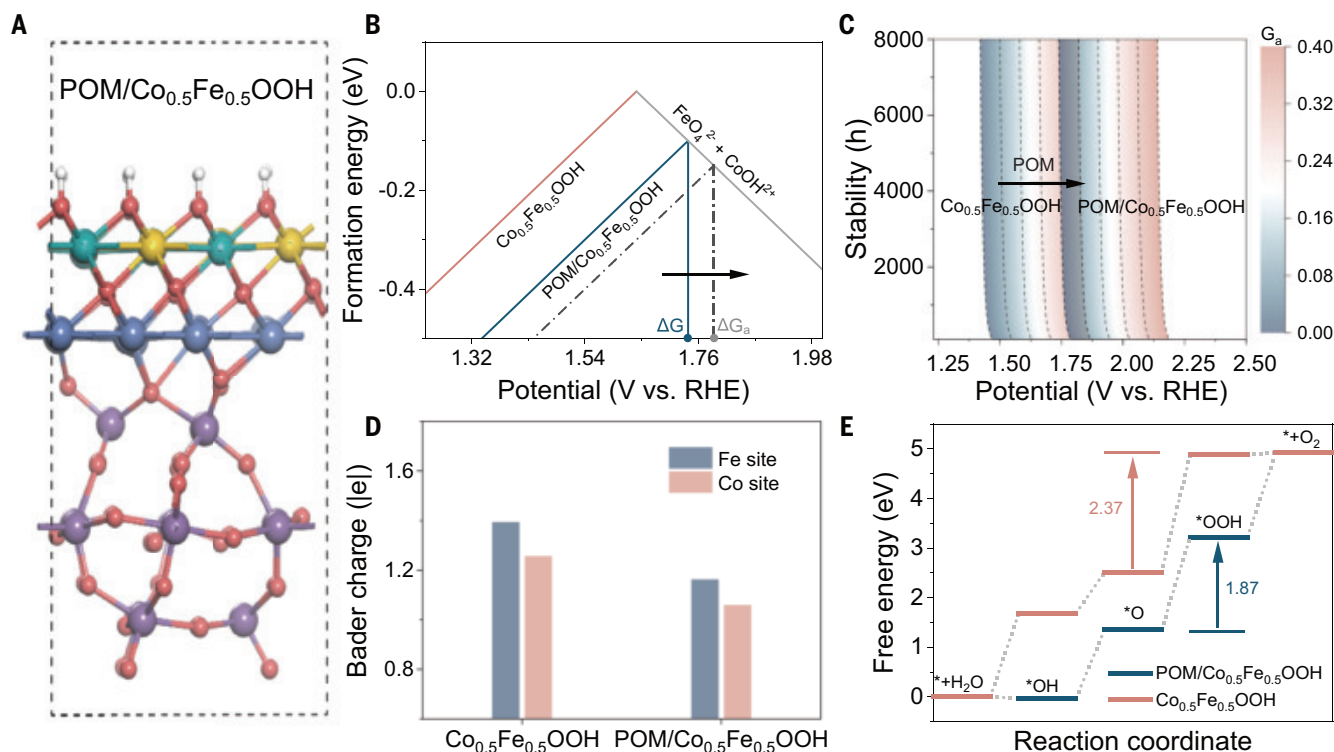 A
POM/Co0.5Fe0.5OOH
B
Formation energy (eV)
0.0
-0.2
-0.4
Co0.5Fe0.5OOH
POM/Co0.5Fe0.5OOH
FeO4 2- + CoOH2+
ΔG
ΔGa
1.32 1.54 1.76 1.98
Potential (V vs. RHE)
C
Stability (h)
8000
6000
4000
2000
POM
Co0.5Fe0.5OOH POM/Co0.5Fe0.5OOH
1.25 1.50 1.75 2.00 2.25 2.50
Potential (V vs. RHE)
Ga
0.40
0.32
0.24
0.16
0.08
0.00
D
Bader charge (|e|)
1.6
1.2
0.8
Fe site
Co site
Co0.5Fe0.5OOH POM/Co0.5Fe0.5OOH
E
Free energy (eV)
5
4
3
2
1
0
*+H2O
*OH
*O
*OOH
*+O2
2.37
1.87
POM/Co0.5Fe0.5OOH
Co0.5Fe0.5OOH
Reaction coordinate